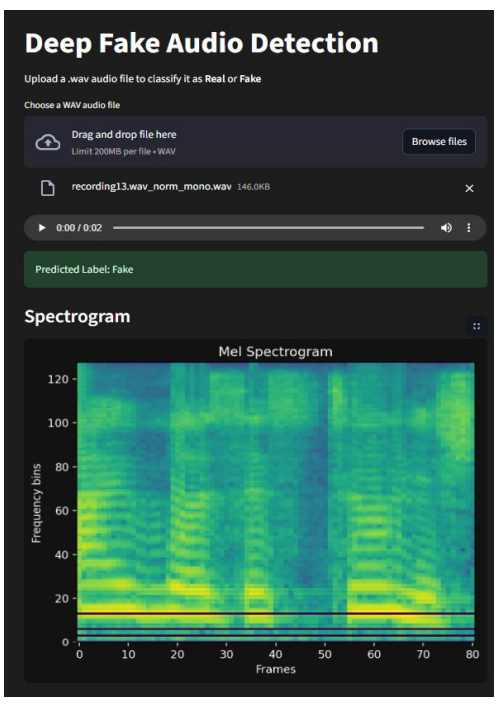 Deep Fake Audio Detection
Upload a .wav audio file to classify it as Real or Fake
Choose a WAV audio file
Drag and drop file here
Limit 200MB per file • WAV
Browse files
recording13.wav_norm_mono.wav 146.0KB
0:00 / 0:02
Predicted Label: Fake
Spectrogram
Mel Spectrogram
120
100
80
60
40
20
0
Frequency bins
0 10 20 30 40 50 60 70 80
Frames